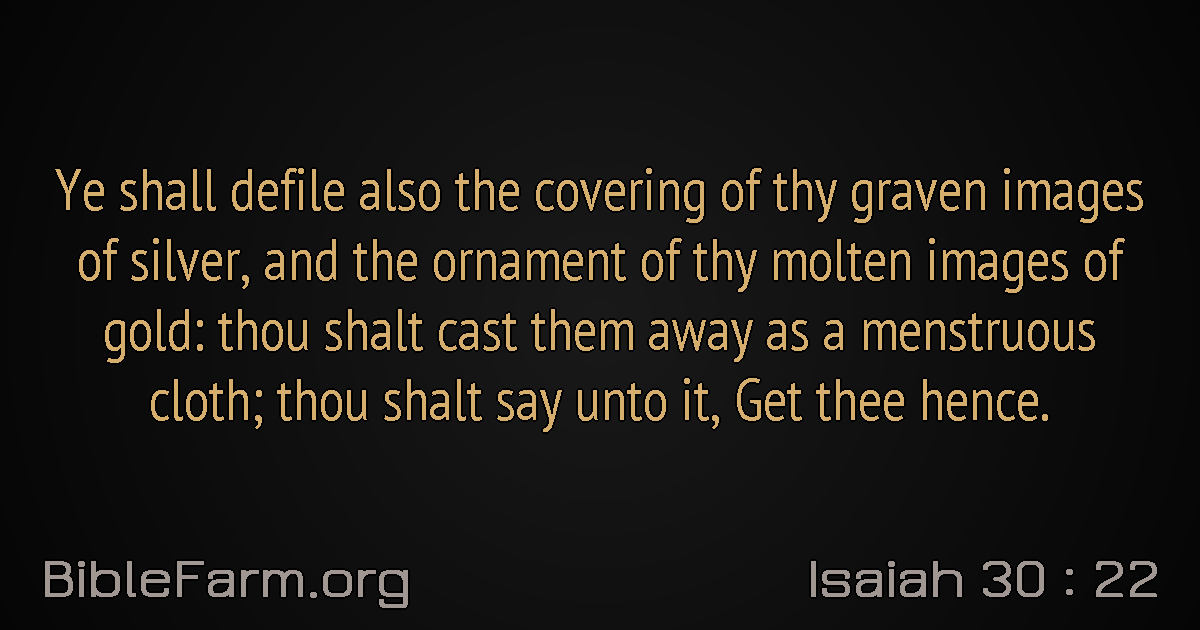 Ye shall defile also the covering of thy graven images
of silver, and the ornament of thy molten images of
gold: thou shalt cast them away as a menstruous
cloth; thou shalt say unto it, Get thee hence.
BibleFarm.org
Isaiah 30 : 22